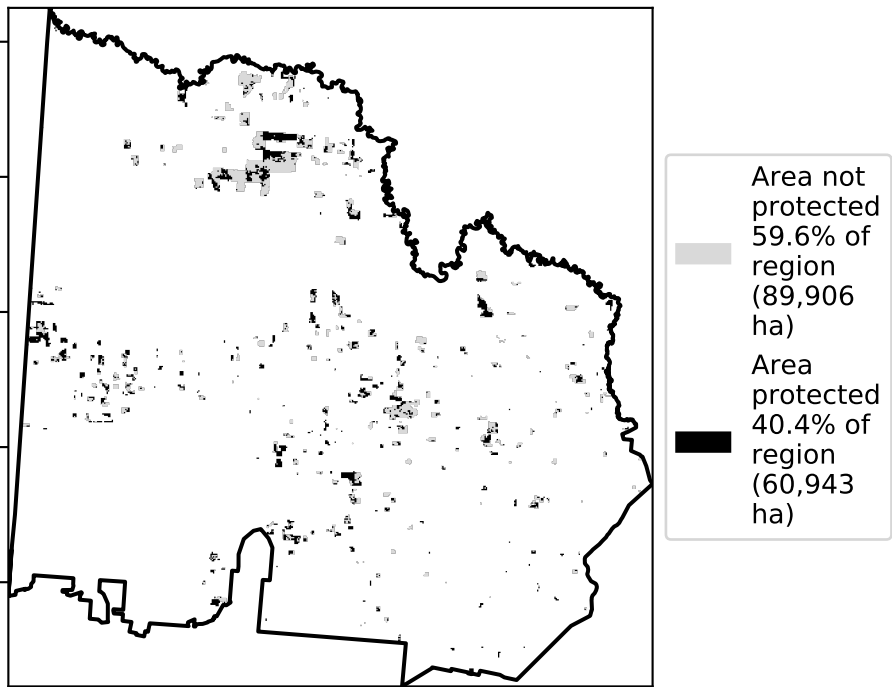 Area not
protected
59.6% of
region
(89,906
ha)
Area
protected
40.4% of
region
(60,943
ha)